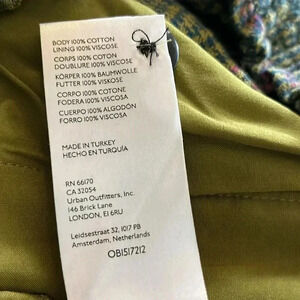 BODY 100% COTTON
LINING 100% VISCOSE
CORPS 100% COTON
DOUBLURE 100% VISCOSE
KÖRPER 100% BAUMWOLLE
FUTTER 100% VISKOSE
CORPO 100% COTONE
FODERA 100% VISCOSA
CUERPO 100% ALGODÓN
FORRO 100% VISCOSA
MADE IN TURKEY
HECHO EN TURQUÍA
RN 66170
CA 32054
Urban Outfitters, Inc.
146 Brick Lane
LONDON, E1 6RU
Leidsestraat 32, 1017 PB
Amsterdam, Netherlands
OB1517212